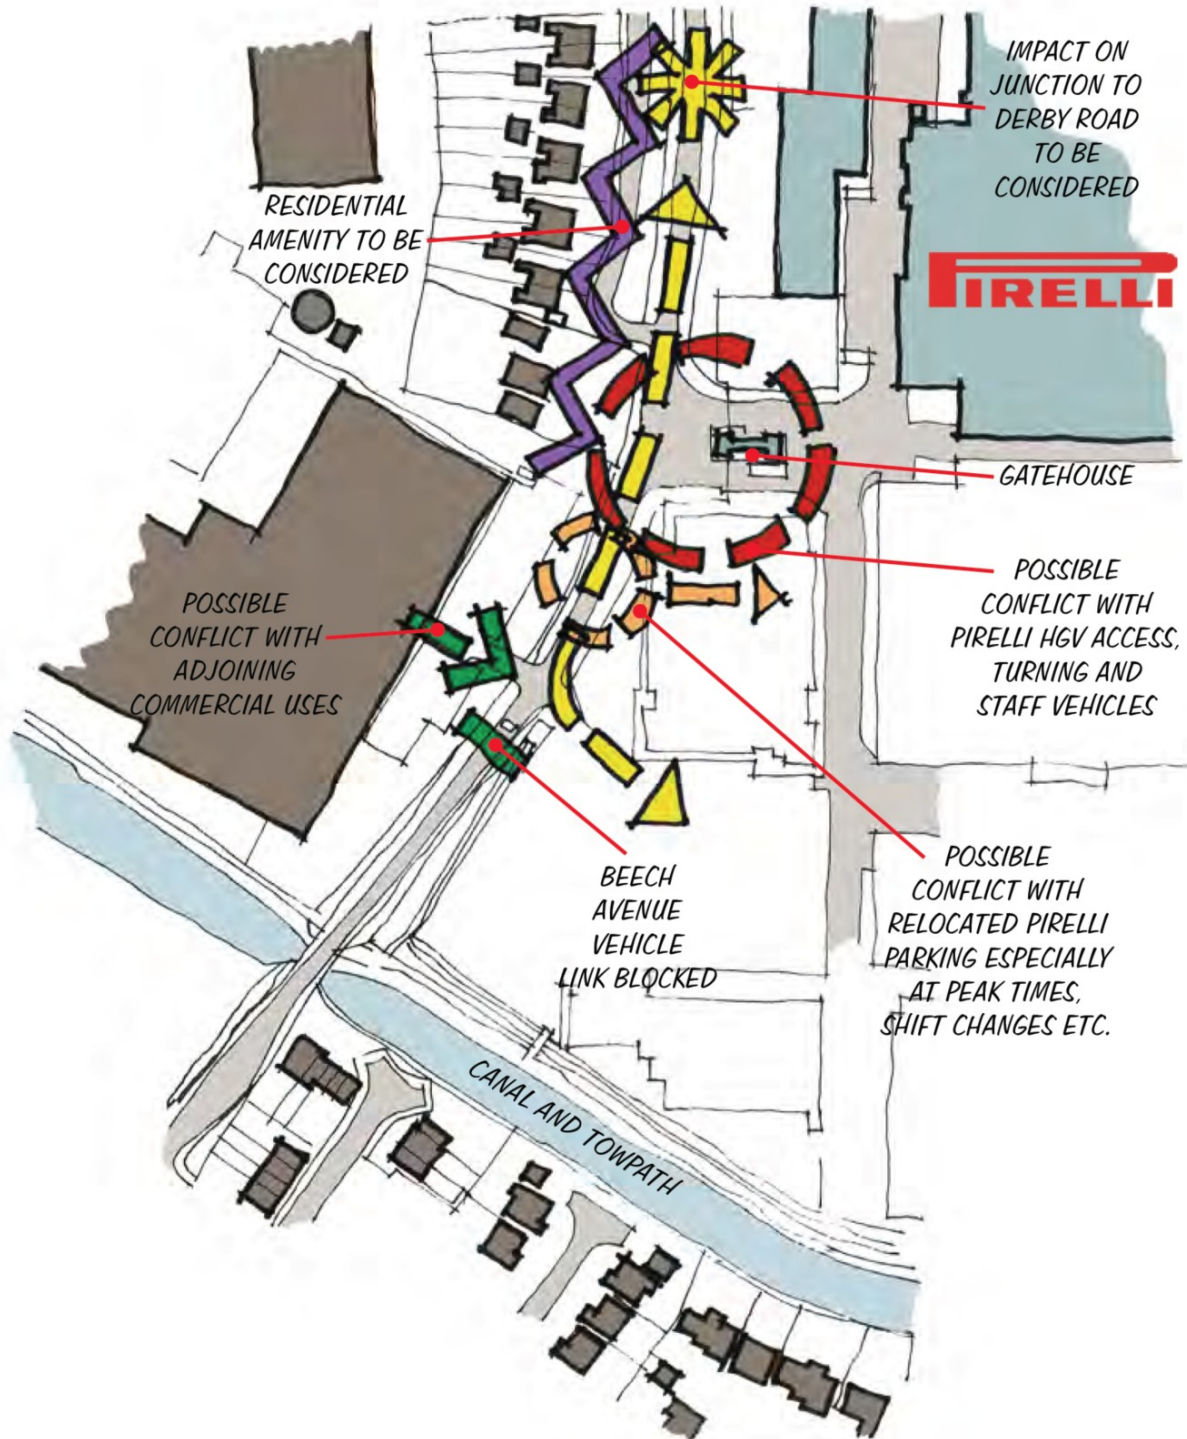 IMPACT ON
JUNCTION TO
DERBY ROAD
TO BE
CONSIDERED
RESIDENTIAL
AMENITY TO BE
CONSIDERED
PIRELLI
GATEHOUSE
POSSIBLE
CONFLICT WITH
PIRELLI HGV ACCESS,
TURNING AND
STAFF VEHICLES
POSSIBLE
CONFLICT WITH
ADJOINING
COMMERCIAL USES
BEECH
AVENUE
VEHICLE
LINK BLOCKED
POSSIBLE
CONFLICT WITH
RELOCATED PIRELLI
PARKING ESPECIALLY
AT PEAK TIMES,
SHIFT CHANGES ETC.
CANAL AND TOWPATH